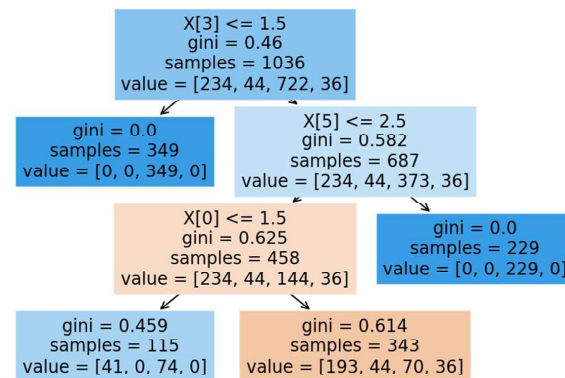 X[3] <= 1.5
gini = 0.46
samples = 1036
value = [234, 44, 722, 36]
gini = 0.0
samples = 349
value = [0, 0, 349, 0]
X[5] <= 2.5
gini = 0.582
samples = 687
value = [234, 44, 373, 36]
X[0] <= 1.5
gini = 0.625
samples = 458
value = [234, 44, 144, 36]
gini = 0.0
samples = 229
value = [0, 0, 229, 0]
gini = 0.459
samples = 115
value = [41, 0, 74, 0]
gini = 0.614
samples = 343
value = [193, 44, 70, 36]